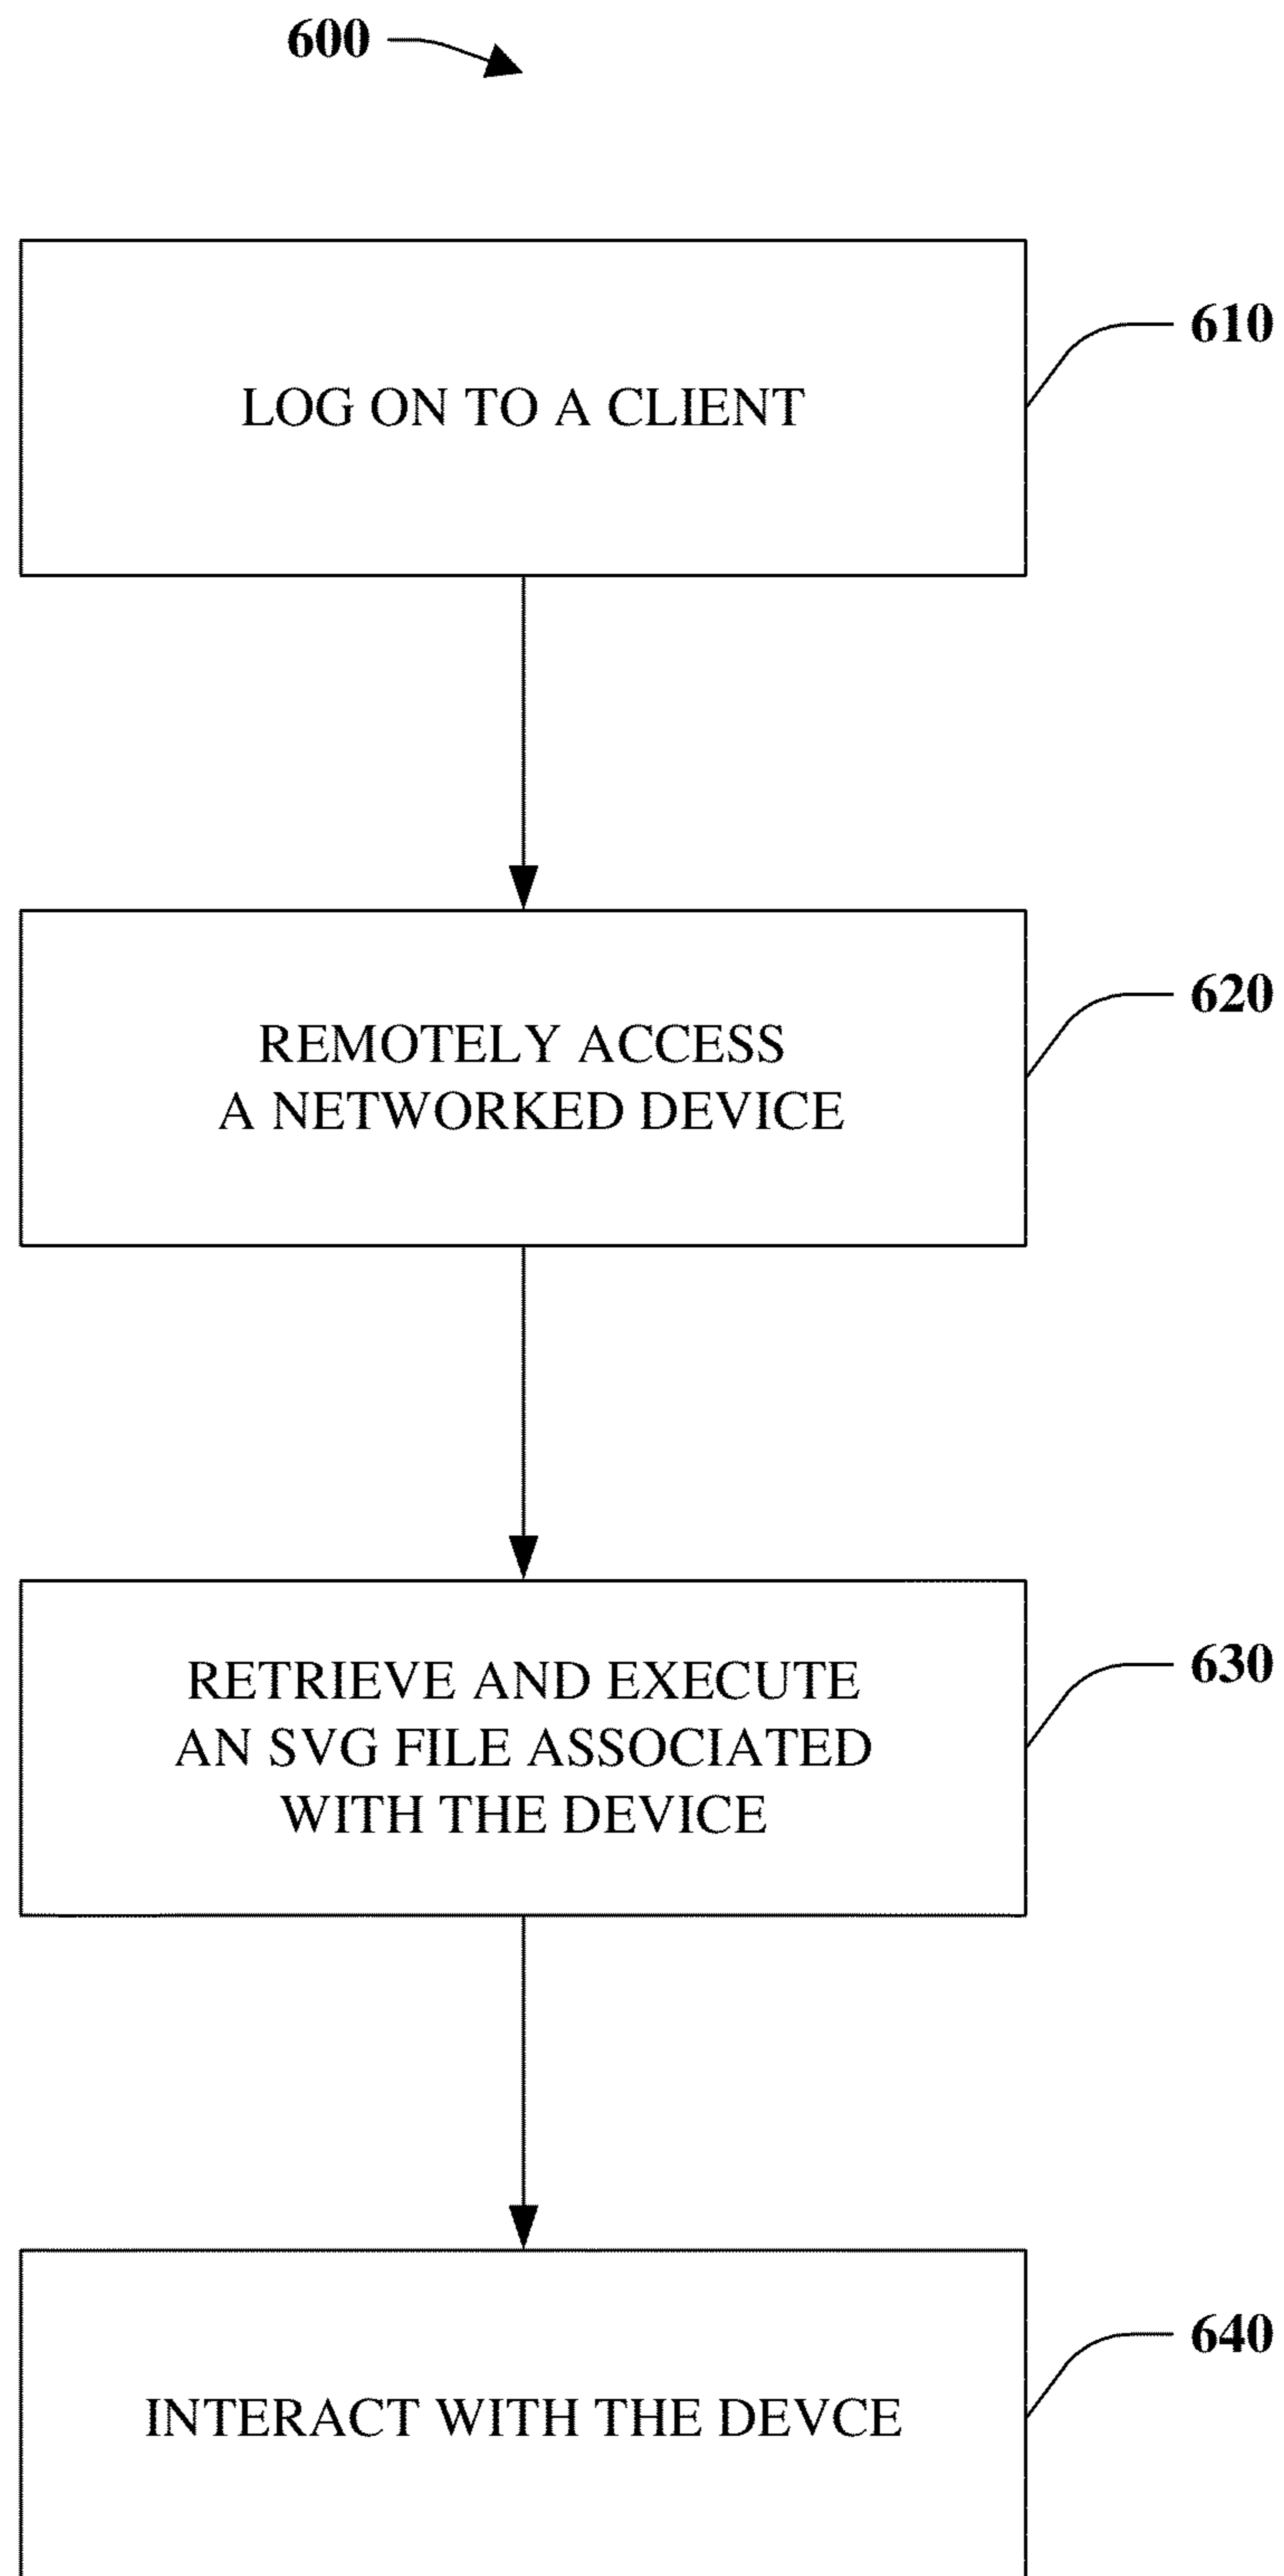 600
LOG ON TO A CLIENT
610
REMOTELY ACCESS
A NETWORKED DEVICE
620
RETRIEVE AND EXECUTE
AN SVG FILE ASSOCIATED
WITH THE DEVICE
630
INTERACT WITH THE DEVCE
640